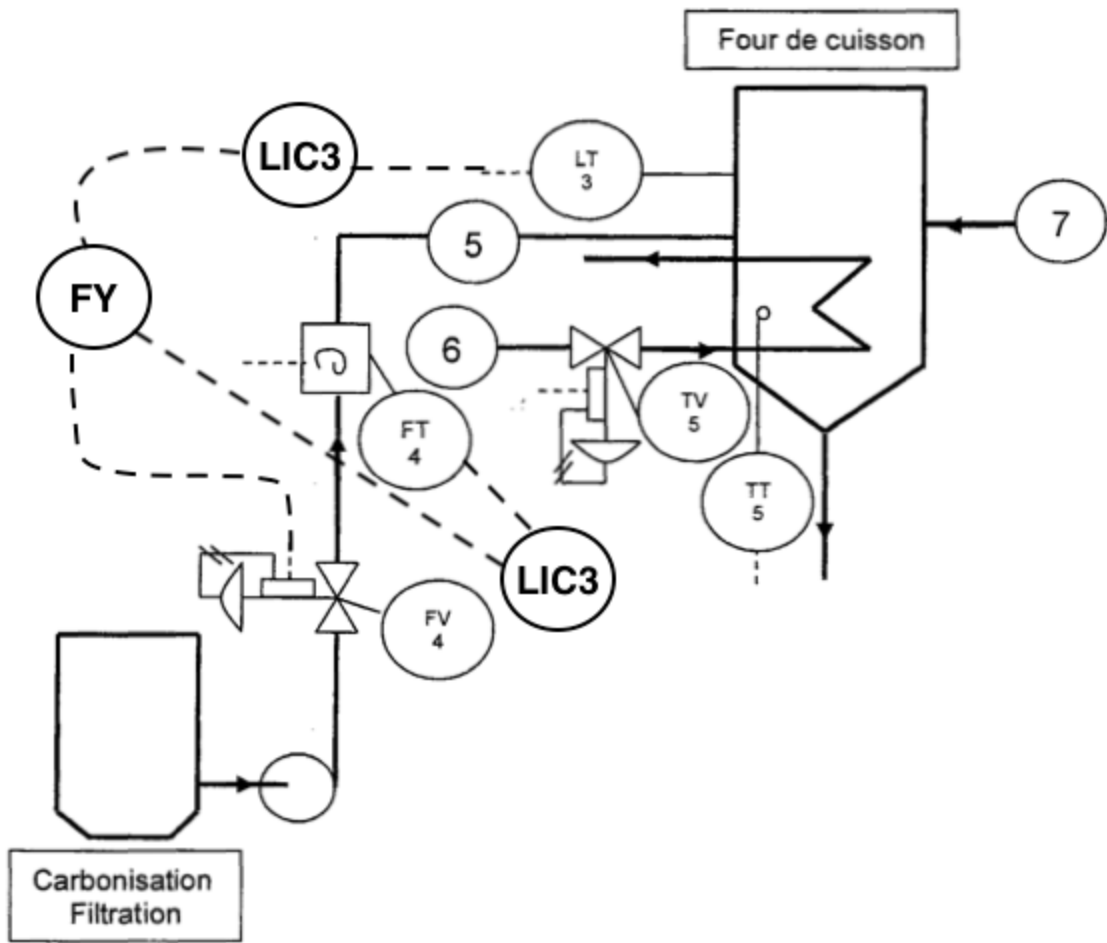 Four de cuisson
LIC3
LT
3
5
7
FY
6
FT
4
TV
5
TT
5
LIC3
FV
4
Carbonisation
Filtration